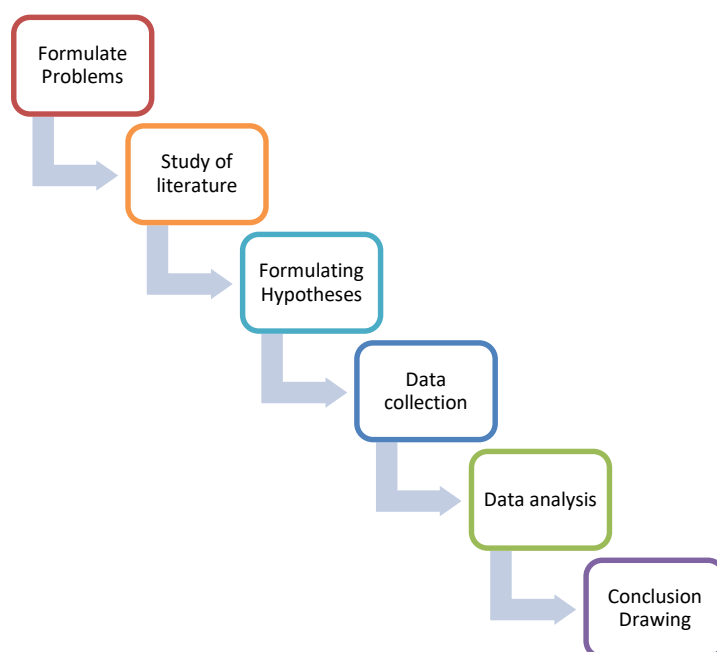 Formulate
Problems
Study of
literature
Formulating
Hypotheses
Data
collection
Data analysis
Conclusion
Drawing